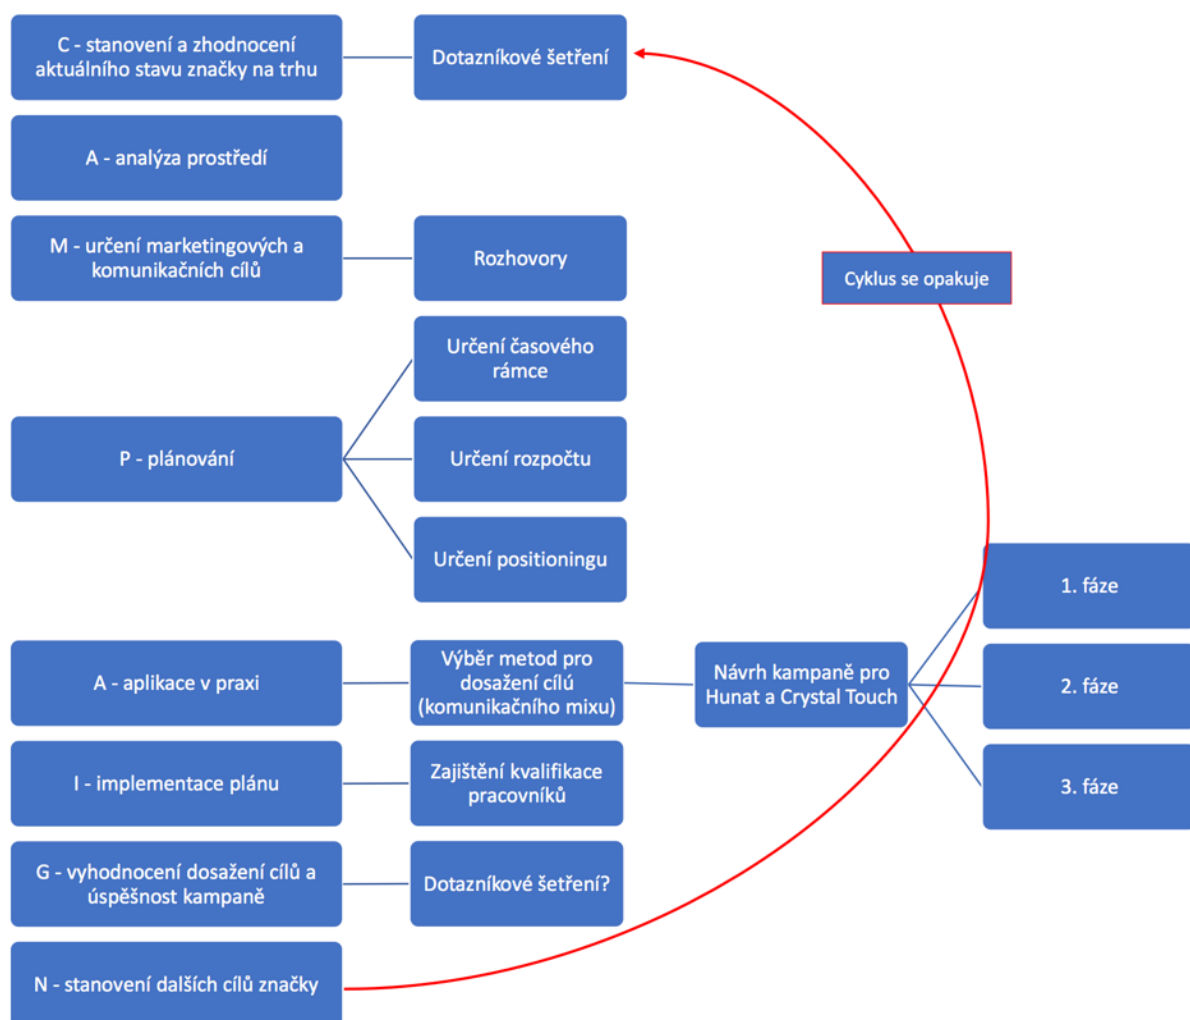 C - stanovení a zhodnocení
aktuálního stavu značky na trhu
Dotazníkové šetření
A - analýza prostředí
M - určení marketingových a
komunikačních cílů
Rozhovory
Cyklus se opakuje
Určení časového
rámce
P - plánování
Určení rozpočtu
Určení positioningu
1. fáze
A - aplikace v praxi
Výběr metod pro
dosažení cílů
(komunikačního mixu)
Návrh kampaně pro
Hunat a Crystal Touch
2. fáze
I - implementace plánu
Zajištění kvalifikace
pracovníků
3. fáze
G - vyhodnocení dosažení cílů a
úspěšnost kampaně
Dotazníkové šetření?
N - stanovení dalších cílů značky